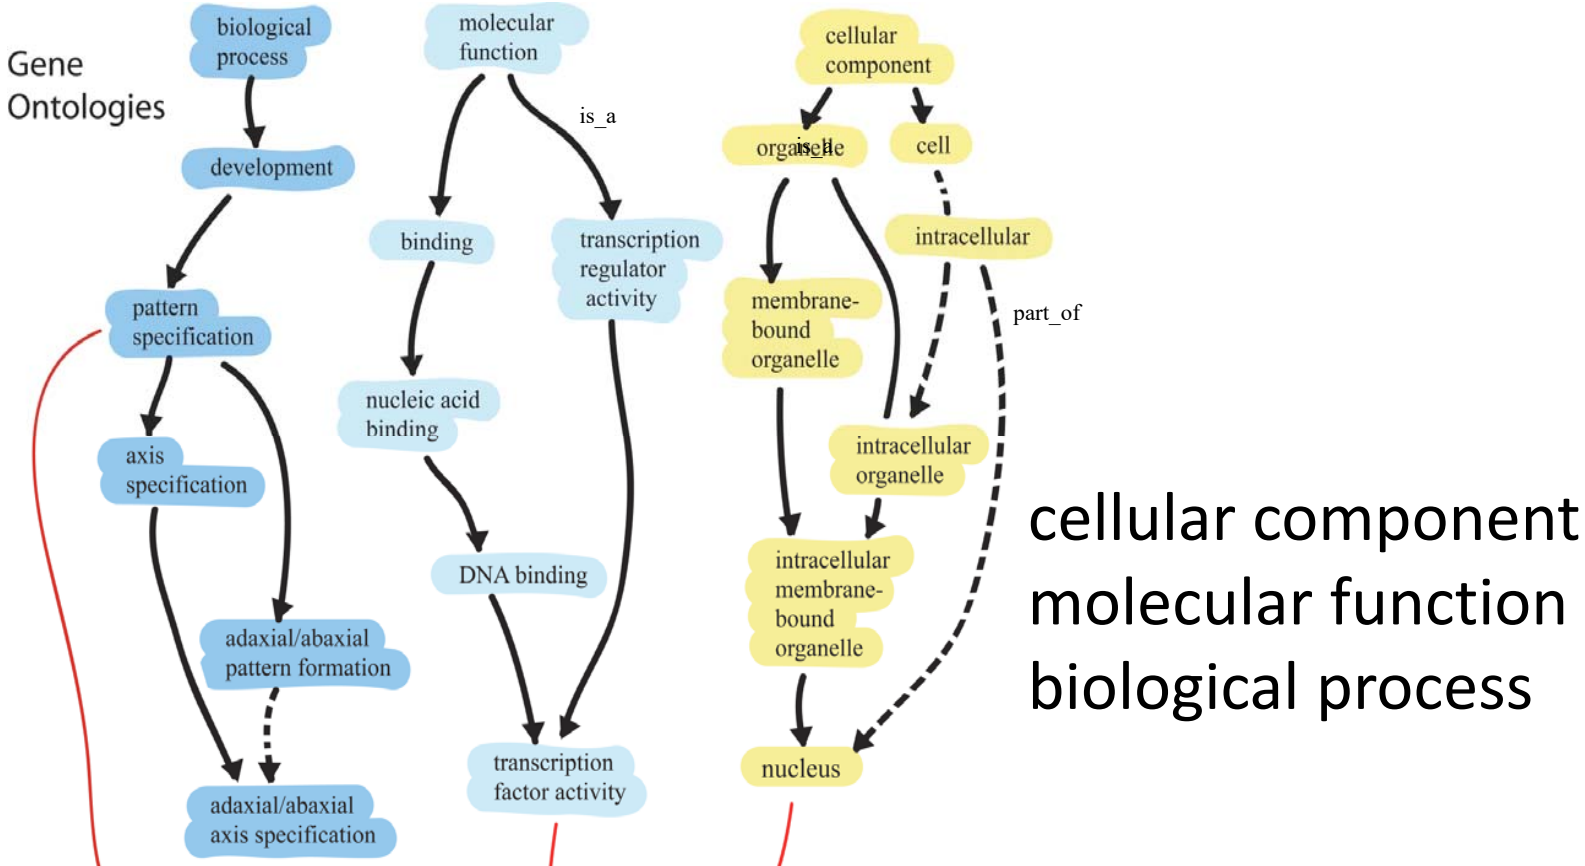 Gene
Ontologies
biological
process
development
pattern
specification
axis
specification
adaxial/abaxial
pattern formation
adaxial/abaxial
axis specification
molecular
function
is_a
binding
transcription
regulator
activity
nucleic acid
binding
DNA binding
transcription
factor activity
cellular
component
organelle
is_a
cell
intracellular
part_of
membrane-
bound
organelle
intracellular
organelle
intracellular
membrane-
bound
organelle
nucleus
cellular component
molecular function
biological process